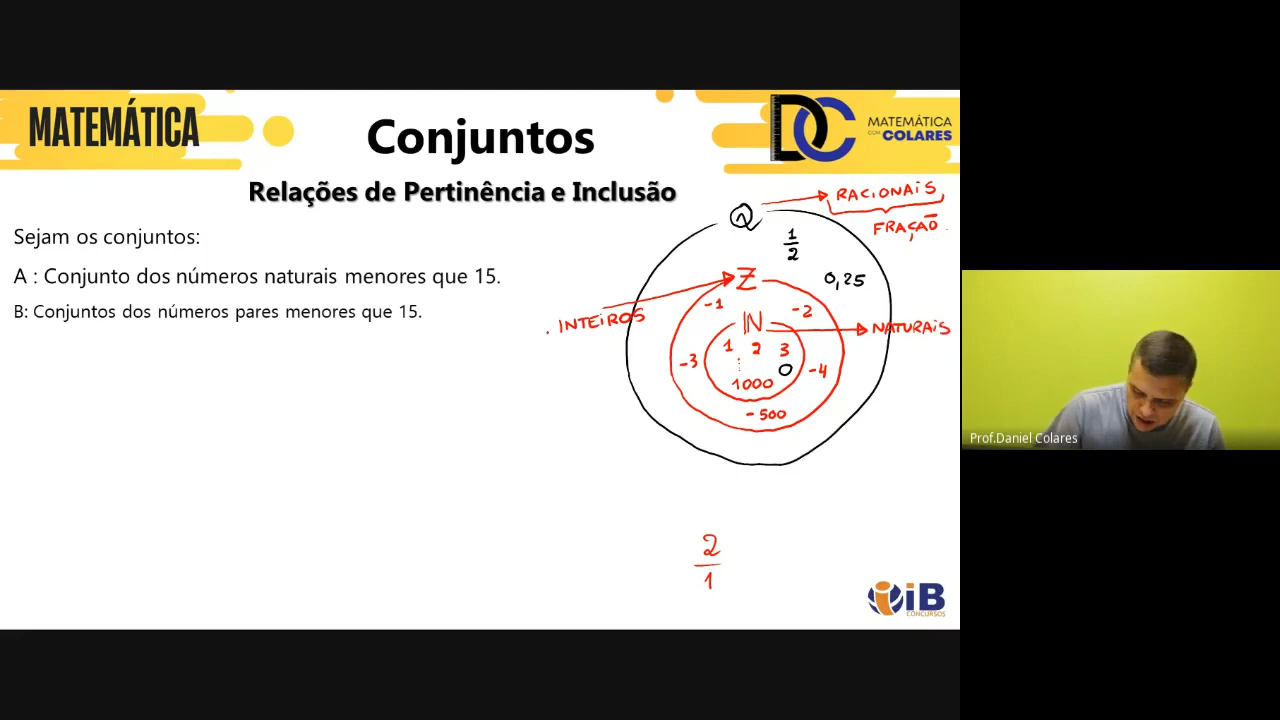 MATEMÁTICA
Conjuntos
DC
MATEMÁTICA
COM COLARES
Relações de Pertinência e Inclusão
Q
RACIONAIS
FRAÇÃO
Sejam os conjuntos:
A : Conjunto dos números naturais menores que 15.
B: Conjuntos dos números pares menores que 15.
1
2
0,25
Z
INTEIROS
-1
-2
IN
NATURAIS
1 2 3
-3
0
-4
1000
-500
2
1
iB
CONCURSOS
Prof.Daniel Colares